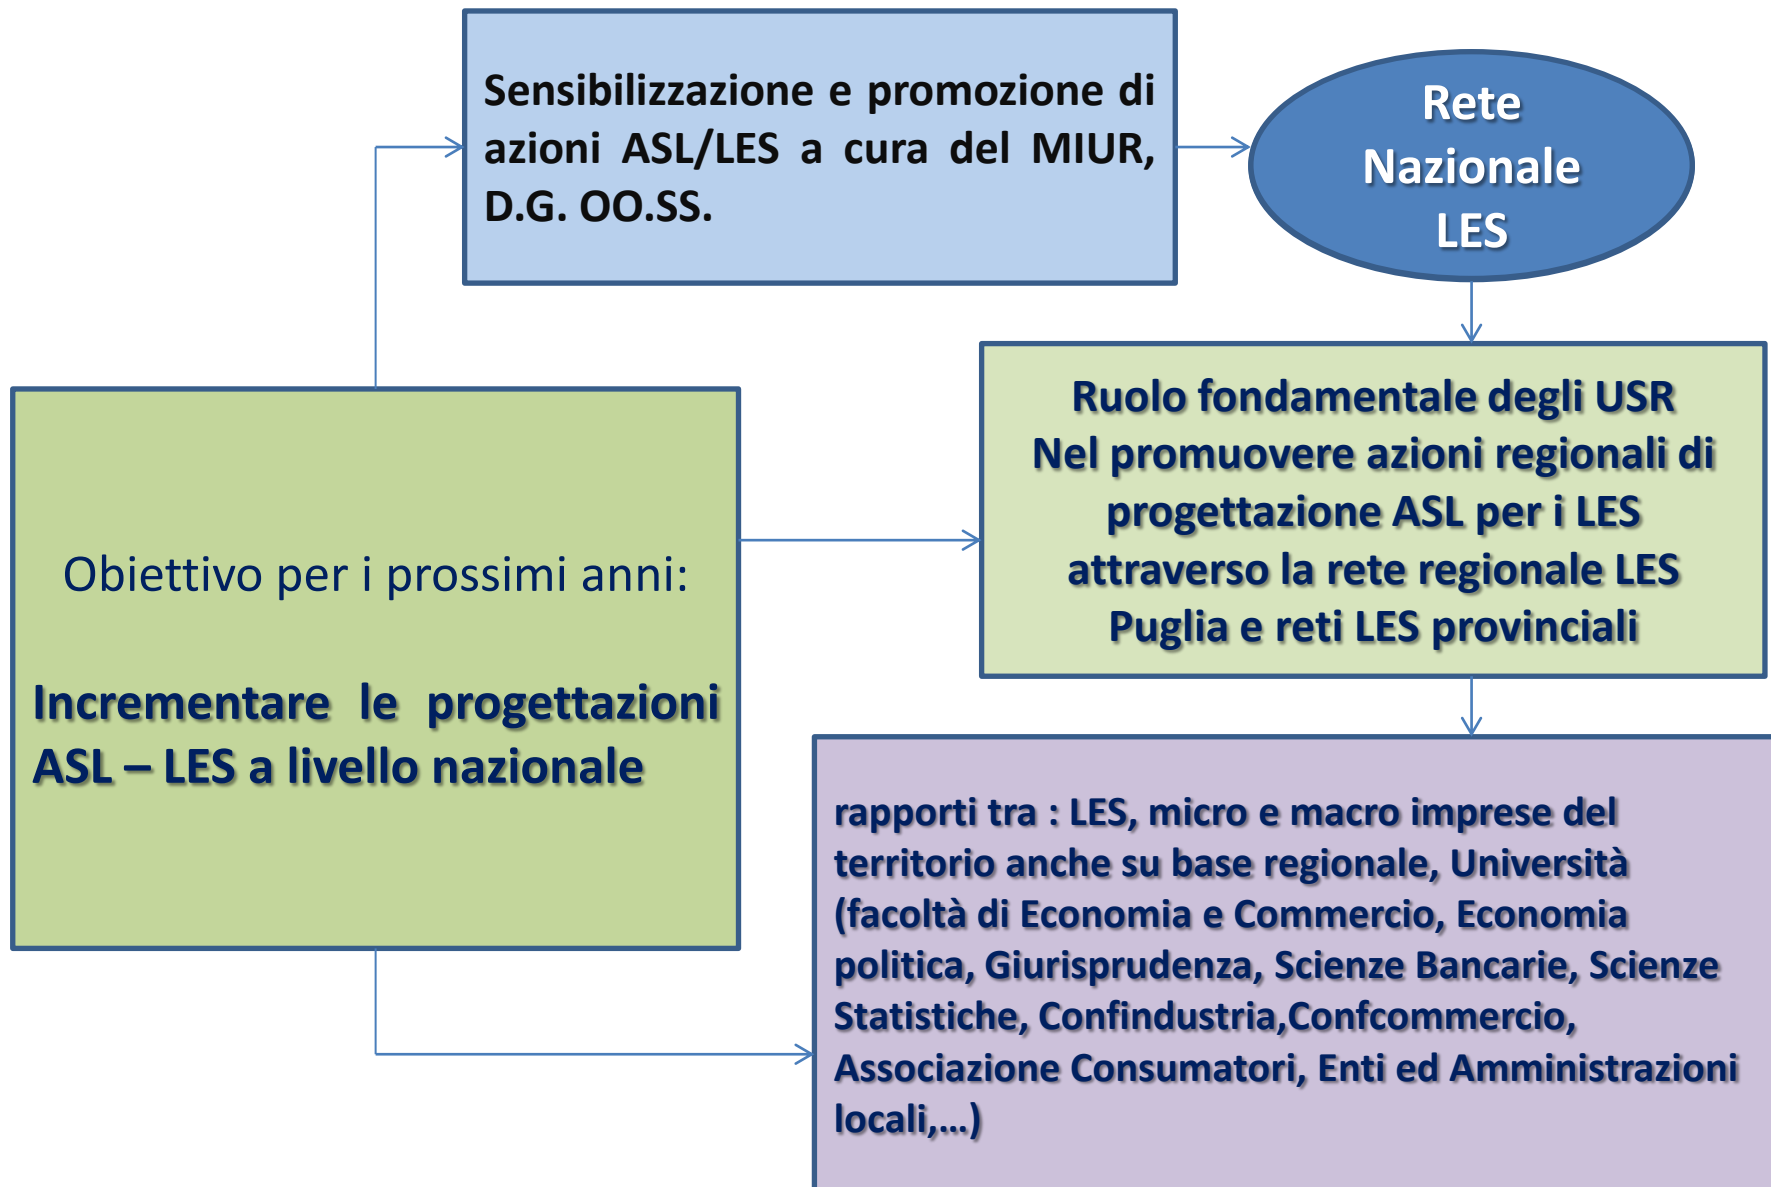 Sensibilizzazione e promozione di
azioni ASL/LES a cura del MIUR,
D.G. OO.SS.
Rete
Nazionale
LES
Obiettivo per i prossimi anni:
Incrementare le progettazioni
ASL – LES a livello nazionale
Ruolo fondamentale degli USR
Nel promuovere azioni regionali di
progettazione ASL per i LES
attraverso la rete regionale LES
Puglia e reti LES provinciali
rapporti tra : LES, micro e macro imprese del
territorio anche su base regionale, Università
(facoltà di Economia e Commercio, Economia
politica, Giurisprudenza, Scienze Bancarie, Scienze
Statistiche, Confindustria,Confcommercio,
Associazione Consumatori, Enti ed Amministrazioni
locali,…)